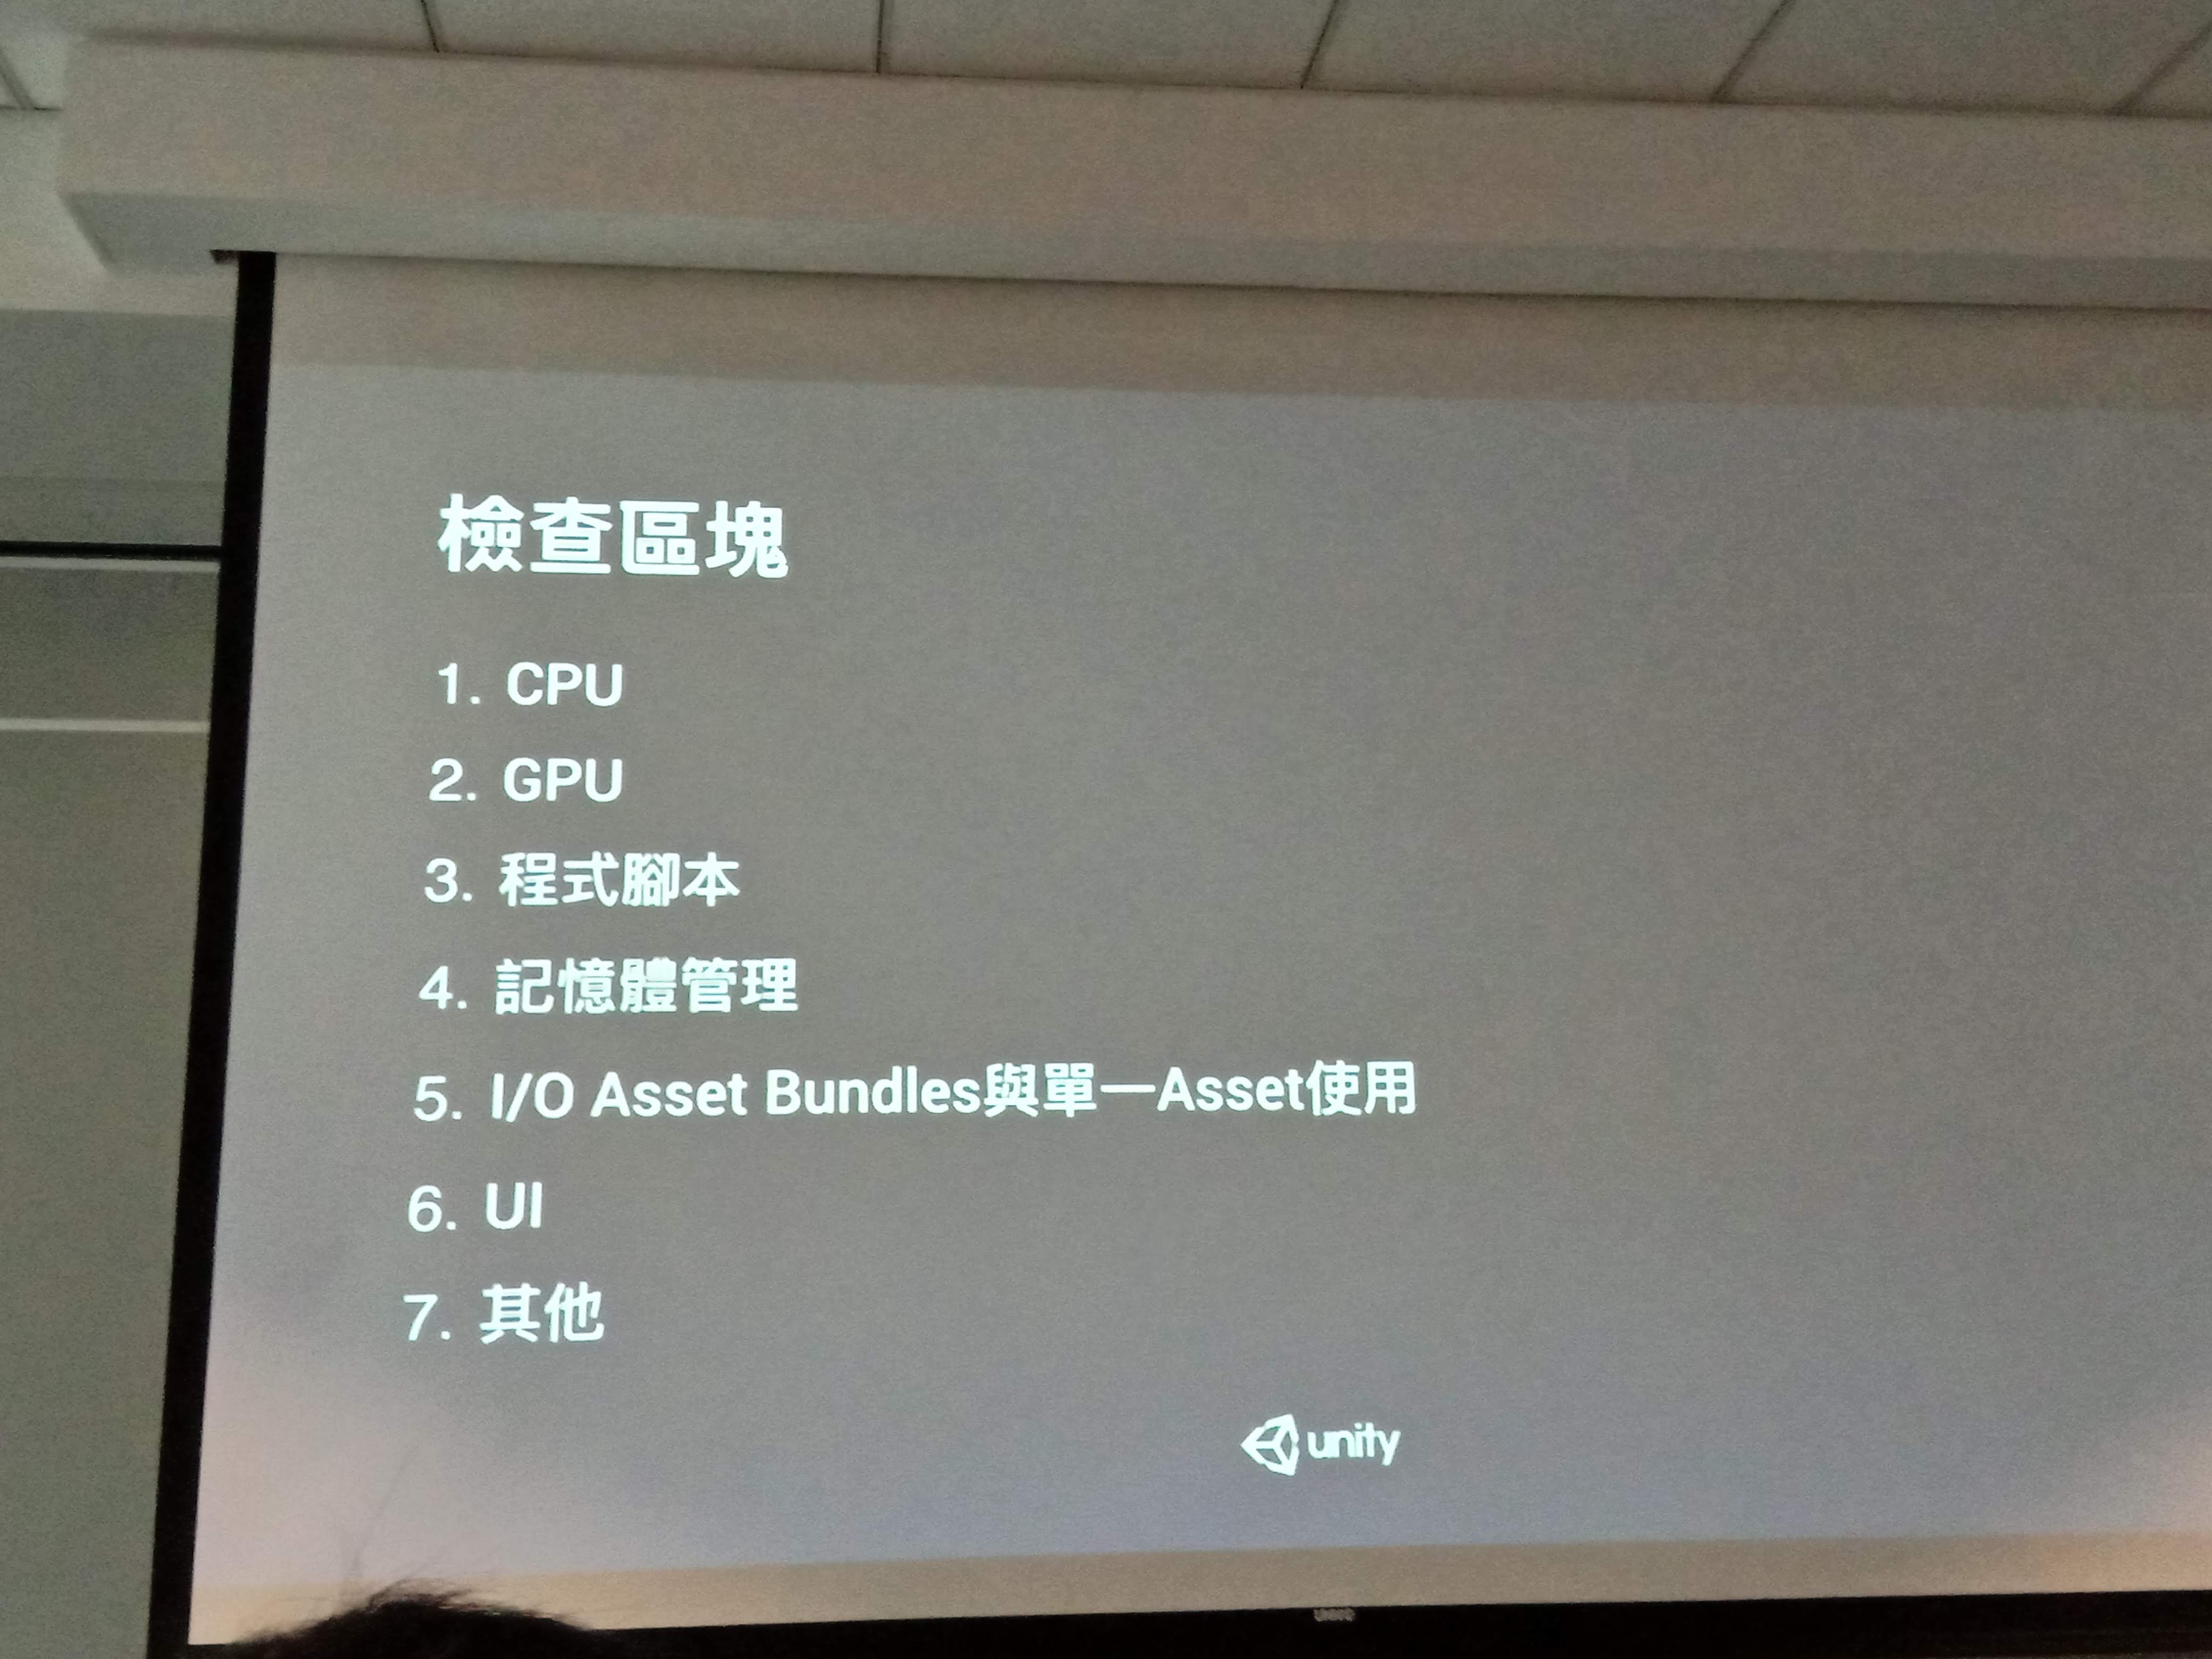 檢查區塊
1. CPU
2. GPU
3. 程式腳本
4. 記憶體管理
5. I/O Asset Bundles與單一Asset使用
6. UI
7. 其他
unity